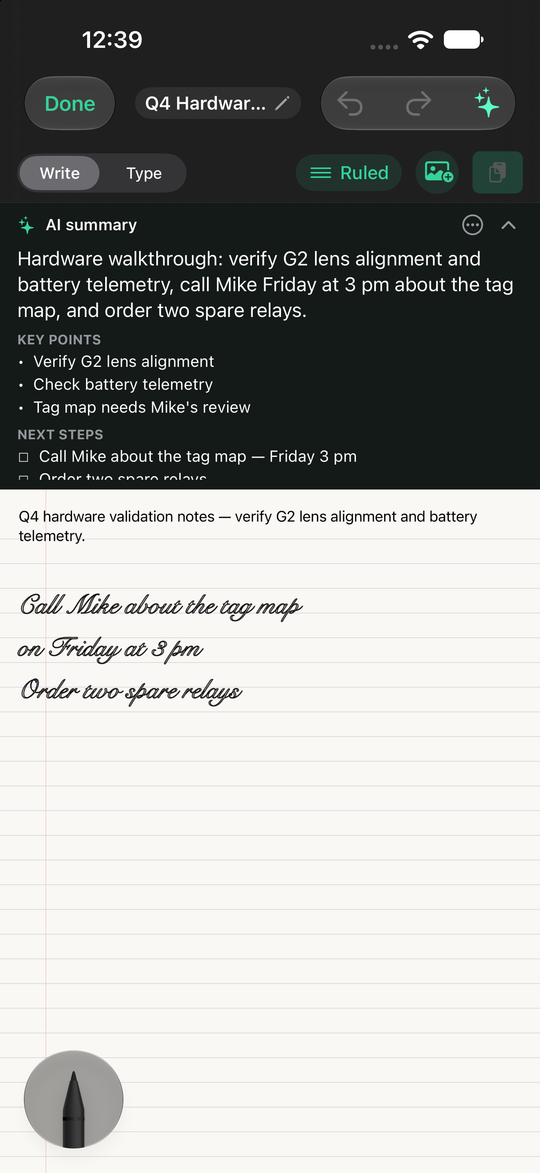 12:39
Done
Q4 Hardwar...
Write
Type
Ruled
AI summary
Hardware walkthrough: verify G2 lens alignment and
battery telemetry, call Mike Friday at 3 pm about the tag
map, and order two spare relays.
KEY POINTS
• Verify G2 lens alignment
• Check battery telemetry
• Tag map needs Mike's review
NEXT STEPS
☐ Call Mike about the tag map — Friday 3 pm
☐ Order two spare relays
Q4 hardware validation notes — verify G2 lens alignment and battery
telemetry.
Call Mike about the tag map
on Friday at 3 pm
Order two spare relays